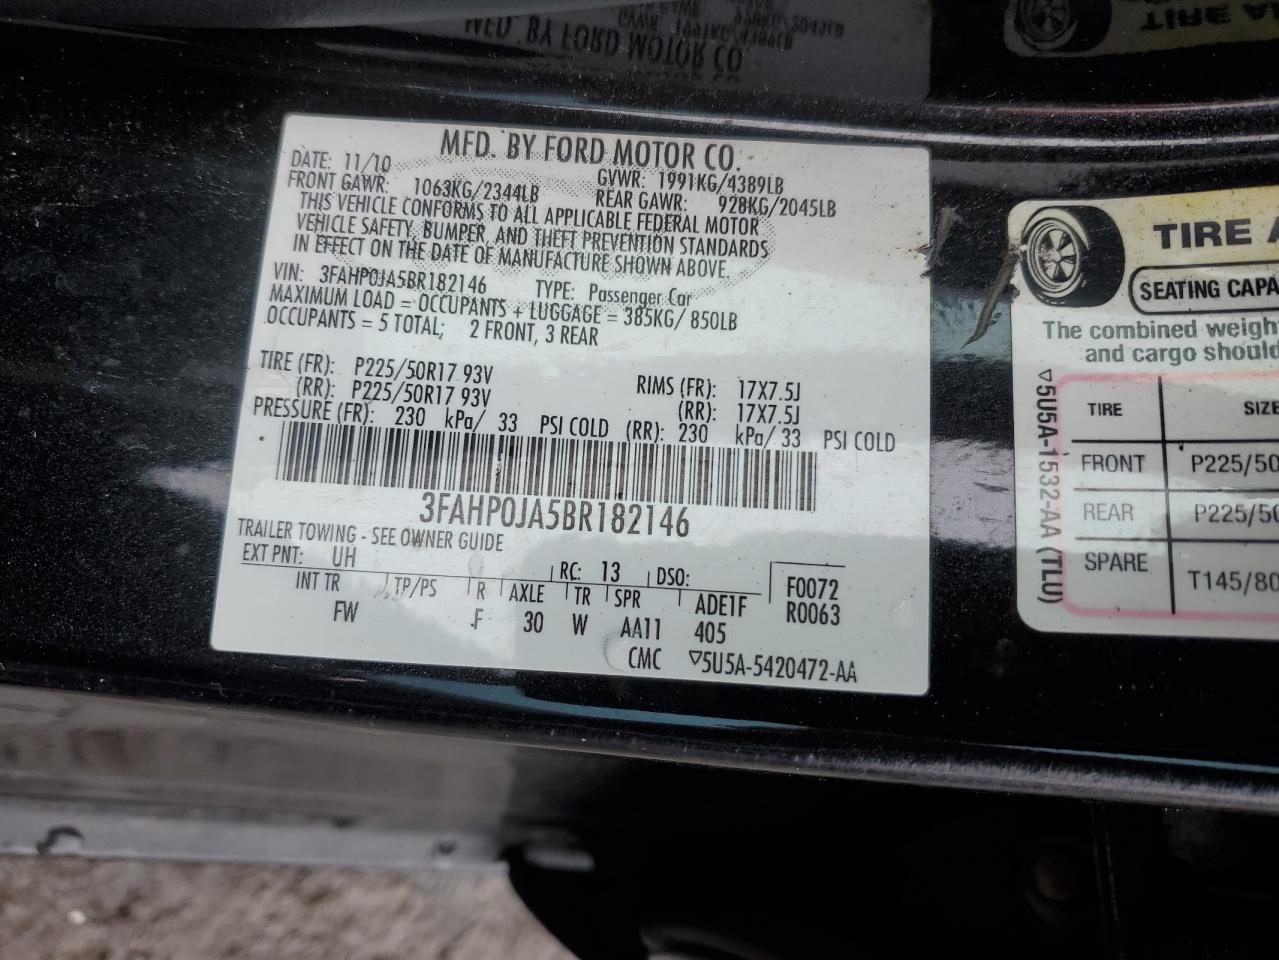 MFD. BY FORD MOTOR CO.
DATE: 11/10 GVWR: 1991KG/4389LB
FRONT GAWR: 1063KG/2344LB REAR GAWR: 928KG/2045LB
THIS VEHICLE CONFORMS TO ALL APPLICABLE FEDERAL MOTOR
VEHICLE SAFETY, BUMPER, AND THEFT PREVENTION STANDARDS
IN EFFECT ON THE DATE OF MANUFACTURE SHOWN ABOVE.
VIN: 3FAHP0JA5BR182146 TYPE: Passenger Car
MAXIMUM LOAD = OCCUPANTS + LUGGAGE = 385KG/850LB
OCCUPANTS = 5 TOTAL; 2 FRONT, 3 REAR
TIRE (FR): P225/50R17 93V RIMS (FR): 17X7.5J
(RR): P225/50R17 93V (RR): 17X7.5J
PRESSURE (FR): 230 kPa/ 33 PSI COLD (RR): 230 kPa/ 33 PSI COLD
3FAHP0JA5BR182146
TRAILER TOWING - SEE OWNER GUIDE
EXT PNT: UH RC: 13 DSO: F0072
INT TR TP/PS R AXLE TR SPR ADE1F R0063
FW F 30 W AA11 405
CMC ▽5U5A-5420472-AA
TIRE A
SEATING CAPA
The combined weigh
and cargo should
TIRE SIZE
FRONT P225/50
REAR P225/50
SPARE T145/80
▽5U5A-1532-AA (TLU)
MFD. BY FORD MOTOR CO
TIRE A